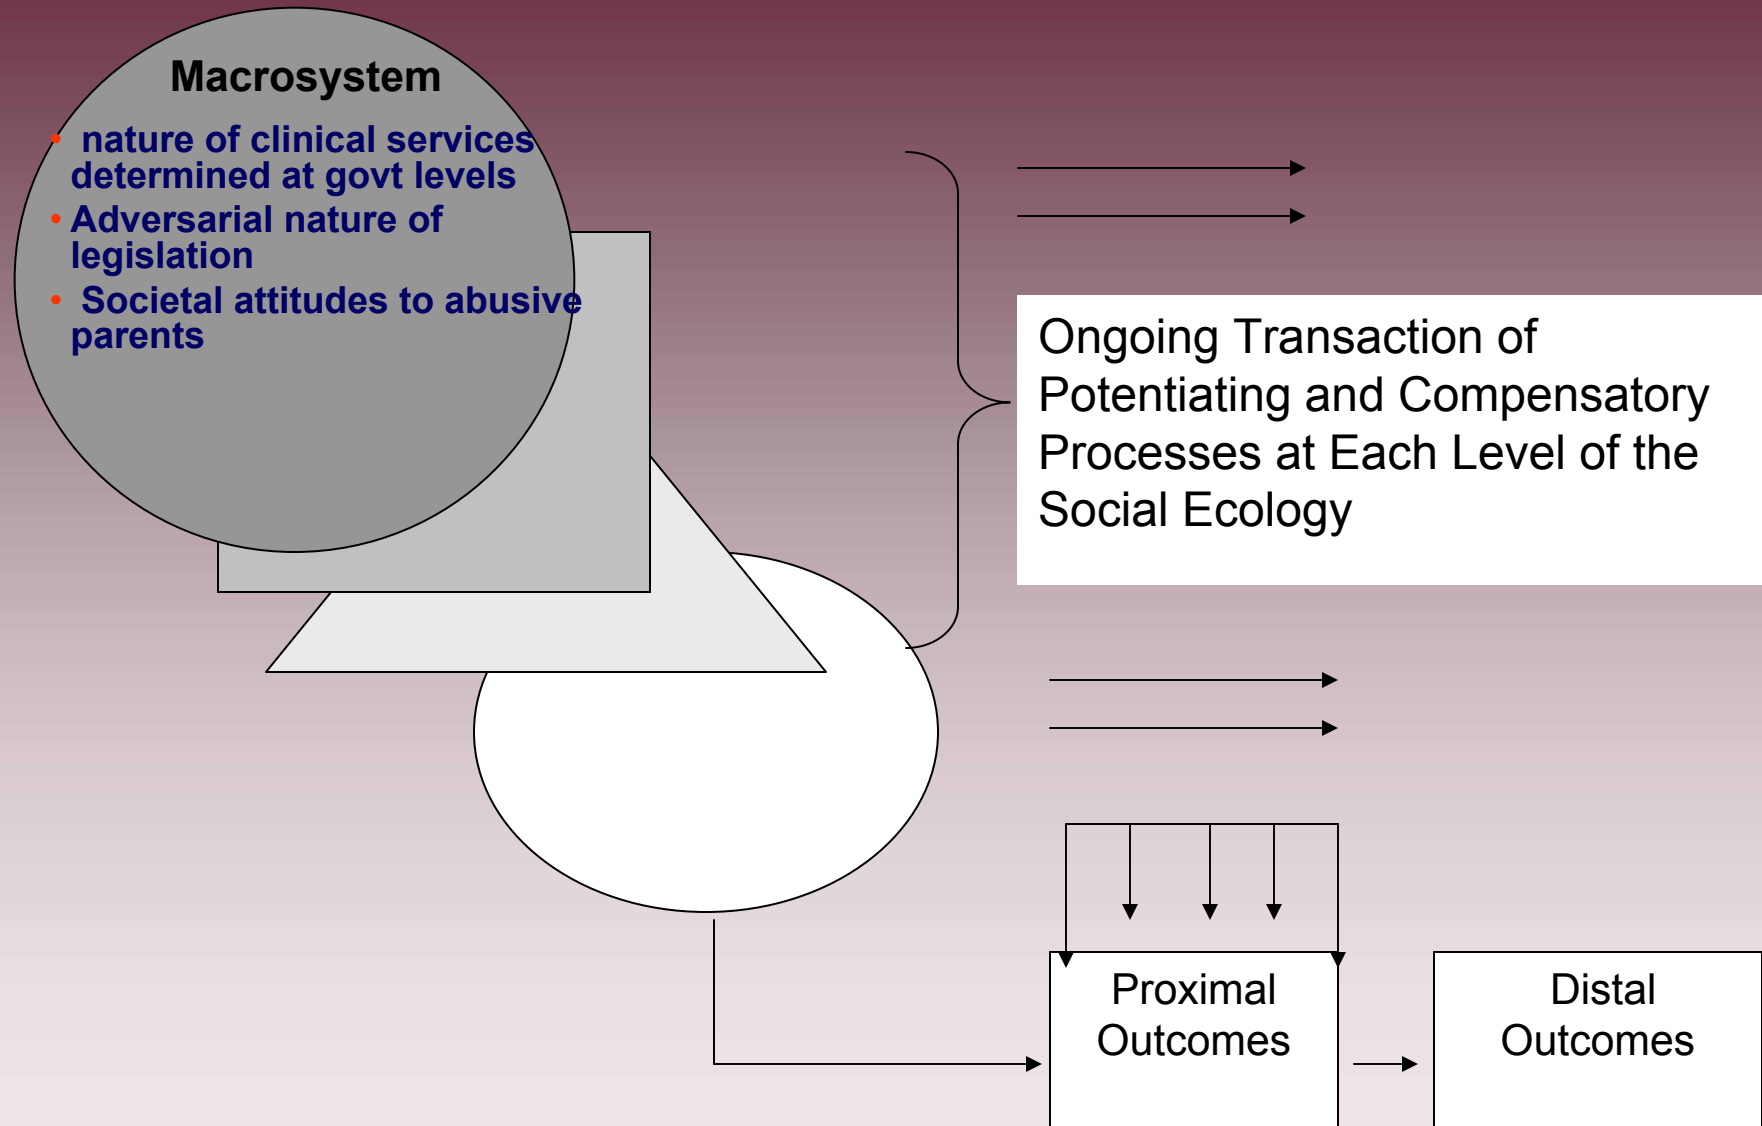 Macrosystem
• nature of clinical services
determined at govt levels
• Adversarial nature of
legislation
• Societal attitudes to abusive
parents
Ongoing Transaction of
Potentiating and Compensatory
Processes at Each Level of the
Social Ecology
Proximal
Outcomes
Distal
Outcomes